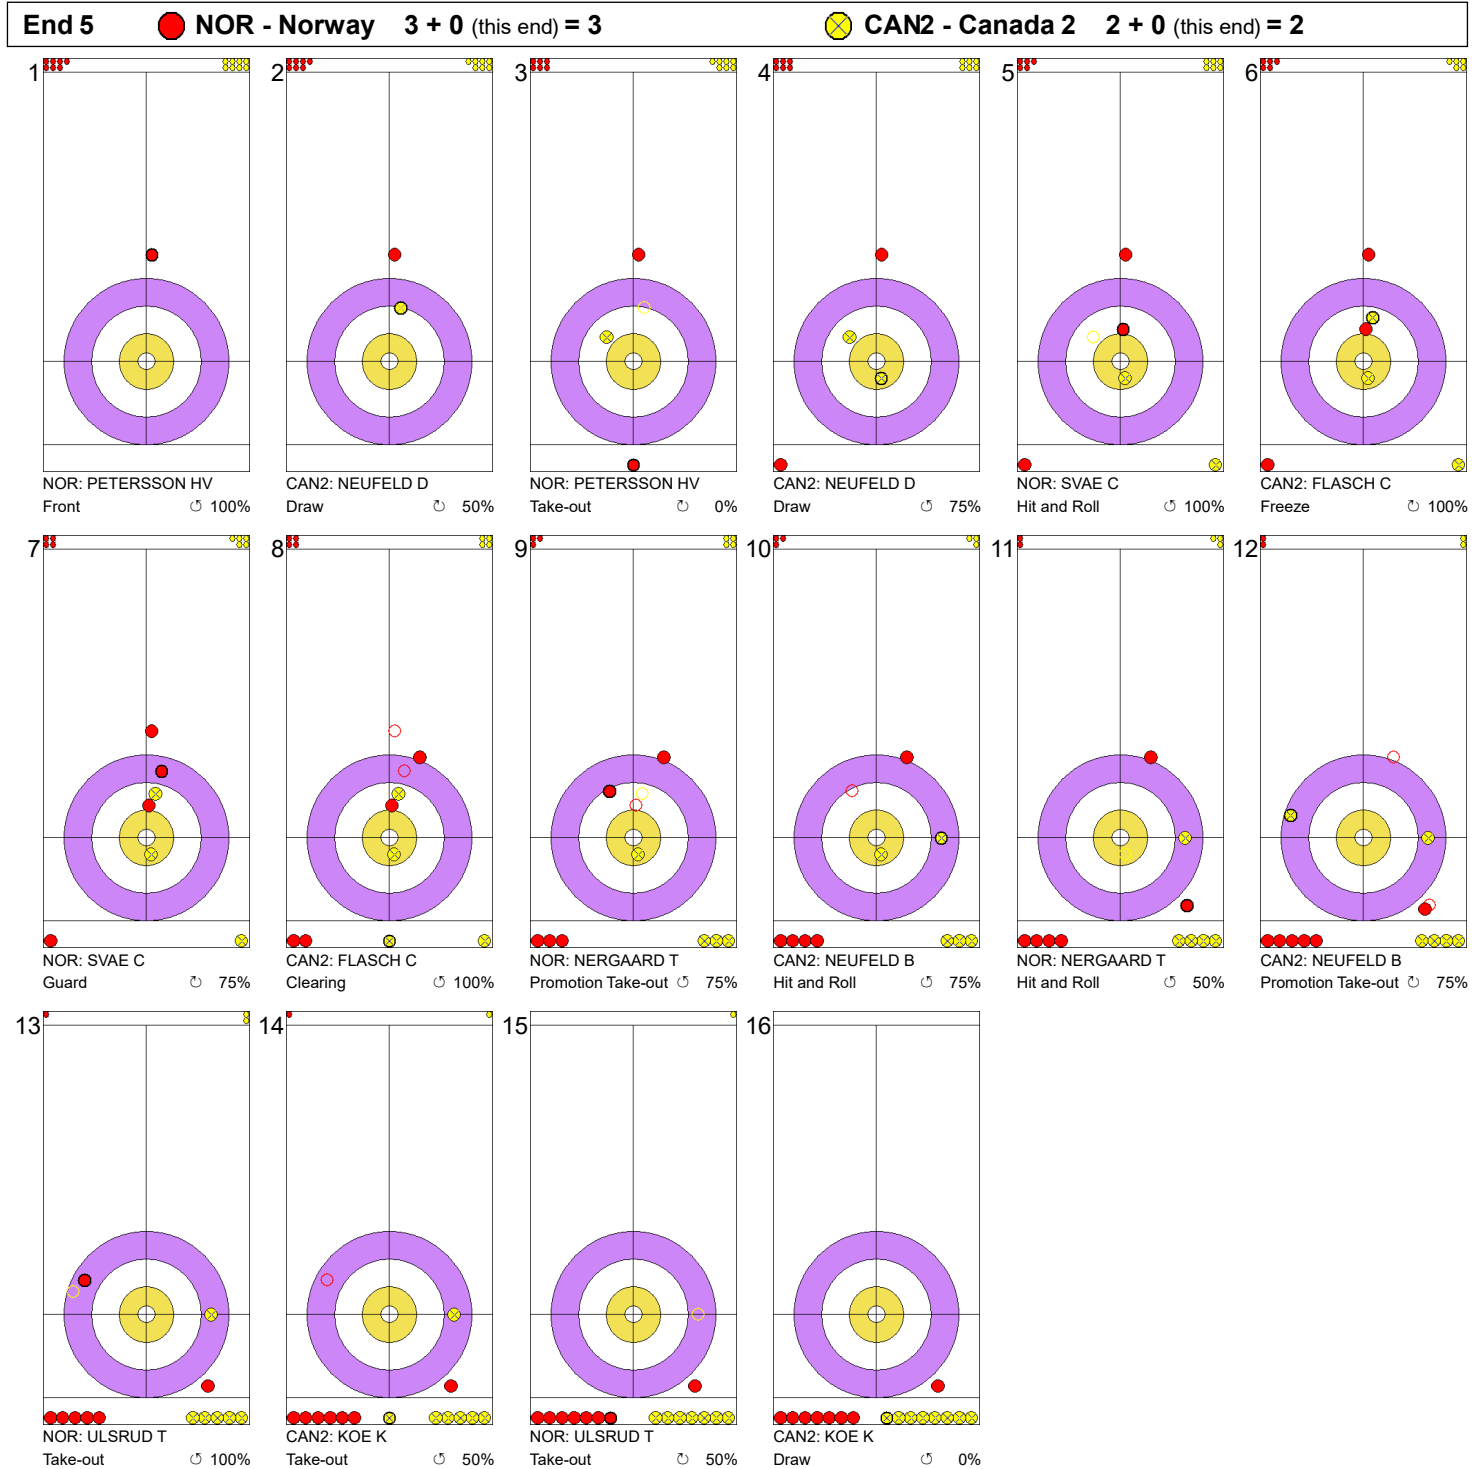 End 5 NOR - Norway 3 + 0 (this end) = 3 CAN2 - Canada 2 2 + 0 (this end) = 2
1 2 3 4 5 6
NOR: PETERSSON HV CAN2: NEUFELD D NOR: PETERSSON HV CAN2: NEUFELD D NOR: SVAE C CAN2: FLASCH C
Front ↺ 100% Draw ↻ 50% Take-out ↻ 0% Draw ↺ 75% Hit and Roll ↺ 100% Freeze ↻ 100%
7 8 9 10 11 12
NOR: SVAE C CAN2: FLASCH C NOR: NERGAARD T CAN2: NEUFELD B NOR: NERGAARD T CAN2: NEUFELD B
Guard ↻ 75% Clearing ↻ 100% Promotion Take-out ↺ 75% Hit and Roll ↺ 75% Hit and Roll ↺ 50% Promotion Take-out ↻ 75%
13 14 15 16
NOR: ULSRUD T CAN2: KOE K NOR: ULSRUD T CAN2: KOE K
Take-out ↺ 100% Take-out ↺ 50% Take-out ↺ 50% Draw ↺ 0%